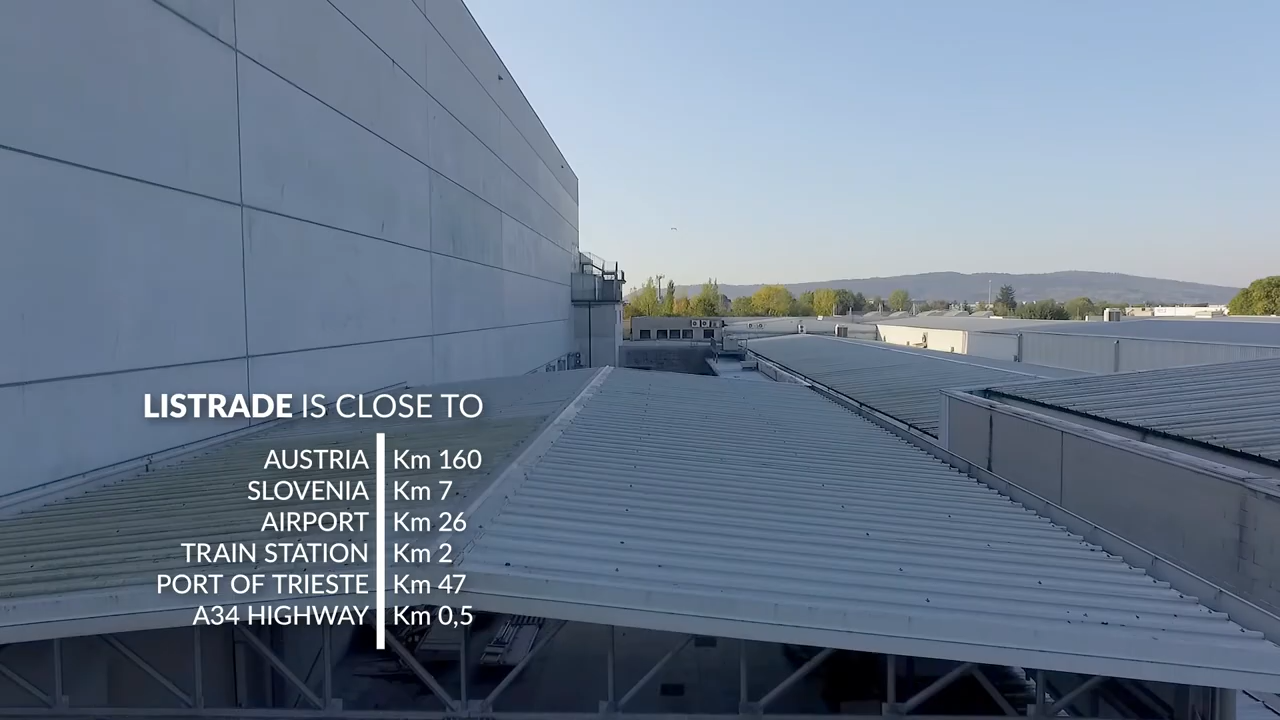 LISTRADE IS CLOSE TO
AUSTRIA Km 160
SLOVENIA Km 7
AIRPORT Km 26
TRAIN STATION Km 2
PORT OF TRIESTE Km 47
A34 HIGHWAY Km 0,5